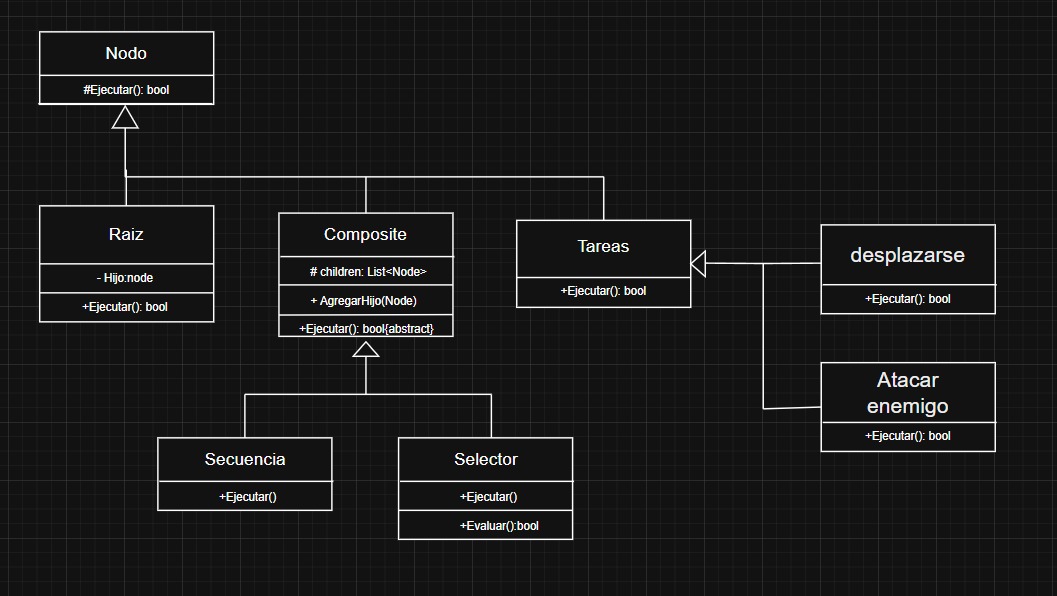 Nodo
#Ejecutar(): bool
Raiz
- Hijo:node
+Ejecutar(): bool
Composite
# children: List<Node>
+ AgregarHijo(Node)
+Ejecutar(): bool{abstract}
Tareas
+Ejecutar(): bool
desplazarse
+Ejecutar(): bool
Atacar
enemigo
+Ejecutar(): bool
Secuencia
+Ejecutar()
Selector
+Ejecutar()
+Evaluar():bool